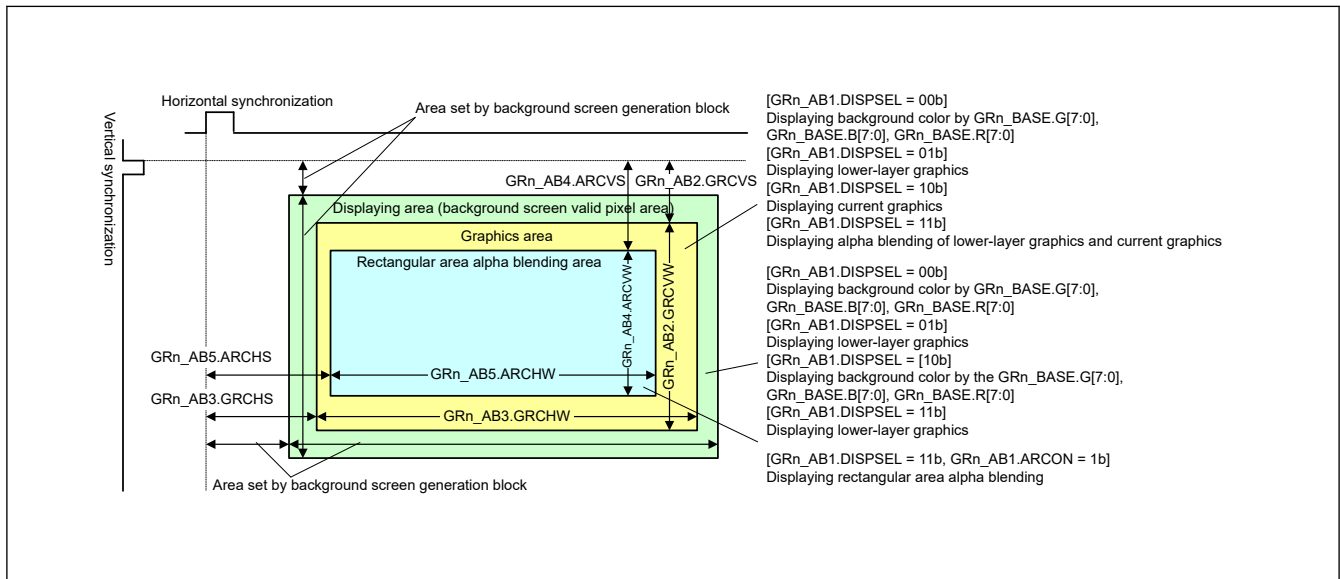 Horizontal synchronization
Vertical synchronization
Area set by background screen generation block
GRn_AB4.ARCVS
GRn_AB2.GRCVS
Displaying area (background screen valid pixel area)
Graphics area
Rectangular area alpha blending area
GRn_AB4.ARCVW
GRn_AB2.GRCVW
GRn_AB5.ARCHS
GRn_AB5.ARCHW
GRn_AB3.GRCHS
GRn_AB3.GRCHW
Area set by background screen generation block
[GRn_AB1.DISPSEL = 00b]
Displaying background color by GRn_BASE.G[7:0],
GRn_BASE.B[7:0], GRn_BASE.R[7:0]
[GRn_AB1.DISPSEL = 01b]
Displaying lower-layer graphics
[GRn_AB1.DISPSEL = 10b]
Displaying current graphics
[GRn_AB1.DISPSEL = 11b]
Displaying alpha blending of lower-layer graphics and current graphics
[GRn_AB1.DISPSEL = 00b]
Displaying background color by GRn_BASE.G[7:0],
GRn_BASE.B[7:0], GRn_BASE.R[7:0]
[GRn_AB1.DISPSEL = 01b]
Displaying lower-layer graphics
[GRn_AB1.DISPSEL = [10b]
Displaying background color by the GRn_BASE.G[7:0],
GRn_BASE.B[7:0], GRn_BASE.R[7:0]
[GRn_AB1.DISPSEL = 11b]
Displaying lower-layer graphics
[GRn_AB1.DISPSEL = 11b, GRn_AB1.ARCON = 1b]
Displaying rectangular area alpha blending